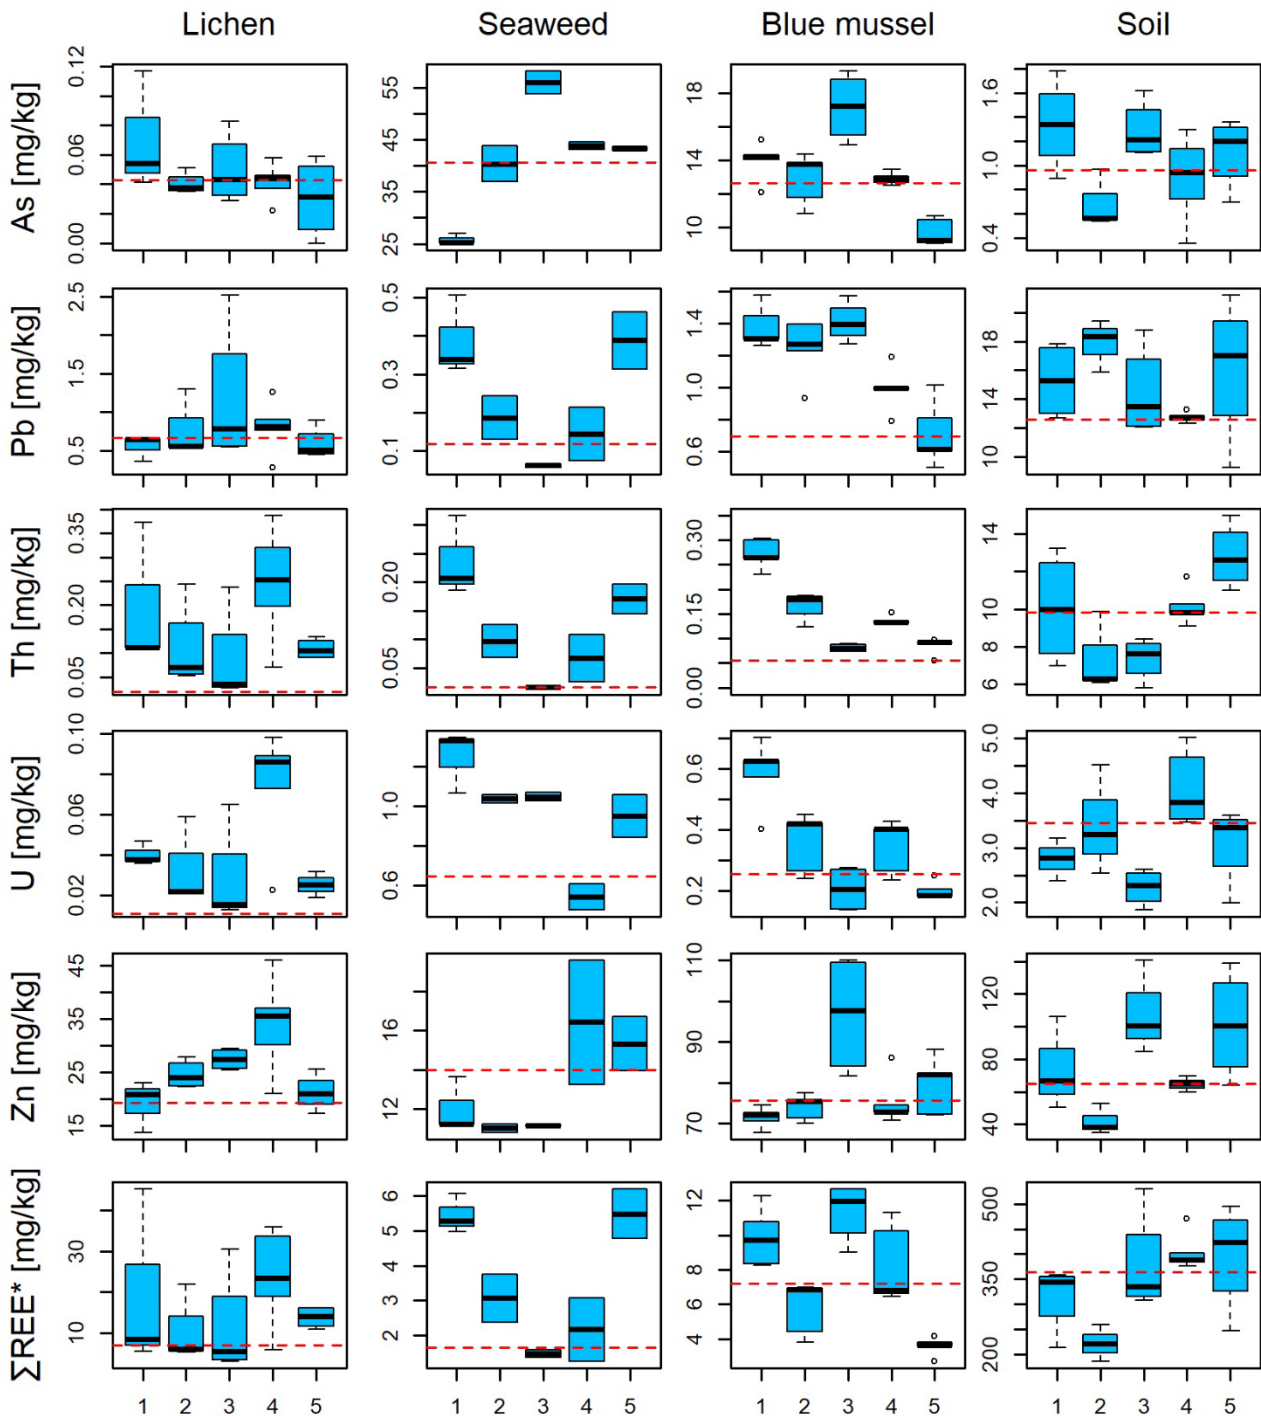 Lichen Seaweed Blue mussel Soil
As [mg/kg] 0.00 0.06 0.12 25 35 45 55 10 14 18 0.4 1.0 1.6
Pb [mg/kg] 0.5 1.5 2.5 0.1 0.3 0.5 0.6 1.0 1.4 10 14 18
Th [mg/kg] 0.05 0.20 0.35 0.05 0.20 0.00 0.15 0.30 6 8 10 14
U [mg/kg] 0.02 0.06 0.10 0.6 1.0 0.2 0.4 0.6 2.0 3.0 4.0 5.0
Zn [mg/kg] 15 25 35 45 12 16 70 90 110 40 80 120
∑REE* [mg/kg] 10 30 2 3 4 5 6 4 6 8 12 200 350 500
1 2 3 4 5 1 2 3 4 5 1 2 3 4 5 1 2 3 4 5